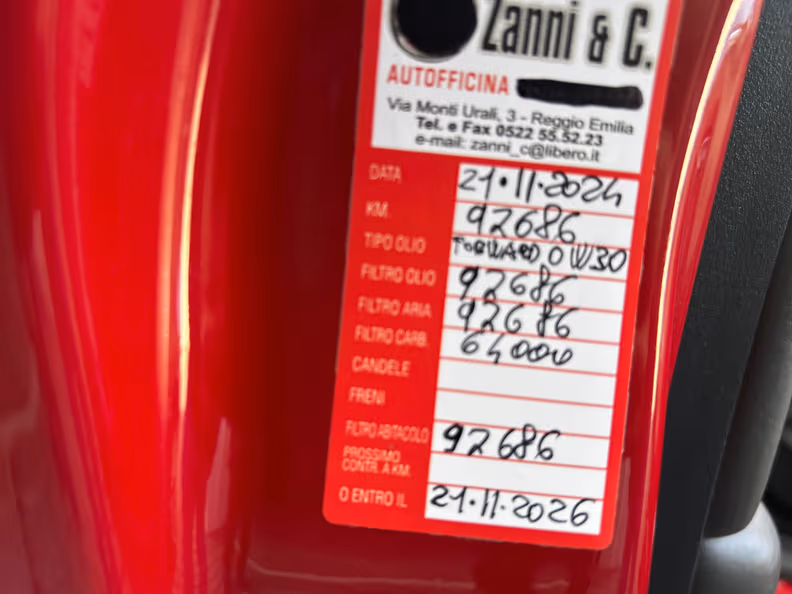 Zanni & C.
AUTOFFICINA
Via Monti Urali, 3 - Reggio Emilia
Tel. e Fax 0522 55.52.23
e-mail: zanni_c@libero.it
DATA 21.11.2024
KM. 92686
TIPO OLIO TOBWARD 0W30
FILTRO OLIO 92686
FILTRO ARIA 92686
FILTRO CARB. 64000
CANDELE
FRENI
FILTRO ABITACOLO 92686
PROSSIMO
CONTR. A KM.
O ENTRO IL 21.11.2026